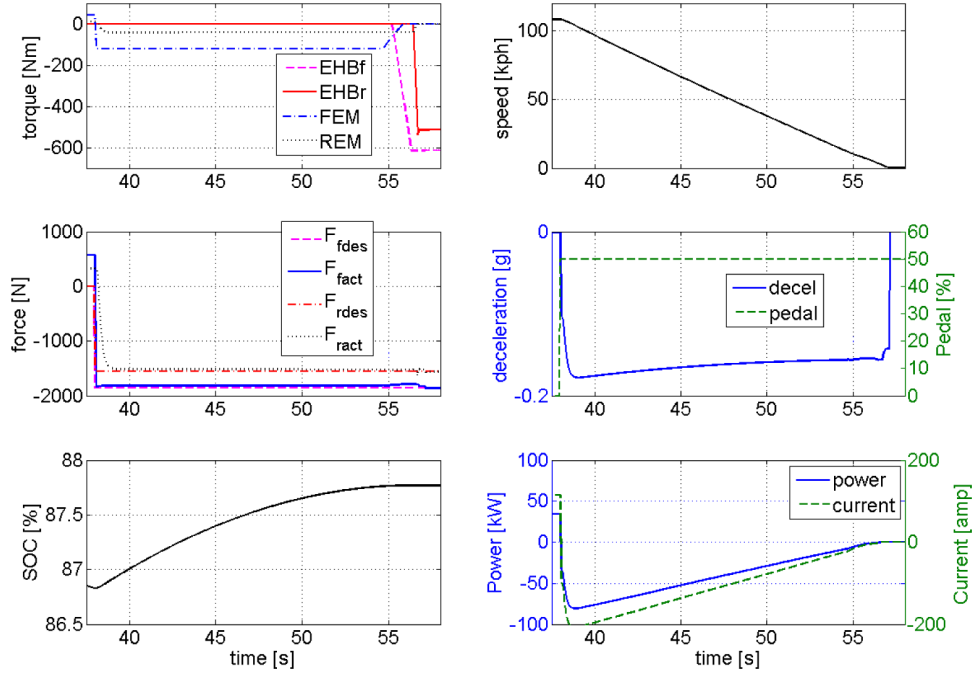 torque [Nm]
0
-200
-400
-600
EHBf
EHBr
FEM
REM
40
45
50
55
speed [kph]
100
50
0
40
45
50
55
force [N]
1000
0
-1000
-2000
F_fdes
F_fact
F_rdes
F_ract
40
45
50
55
deceleration [g]
0
-0.2
decel
pedal
60
50
40
30
20
10
0
Pedal [%]
40
45
50
55
SOC [%]
88
87.5
87
86.5
40
45
50
55
time [s]
Power [kW]
100
50
0
-50
-100
power
current
200
0
-200
Current [amp]
40
45
50
55
time [s]